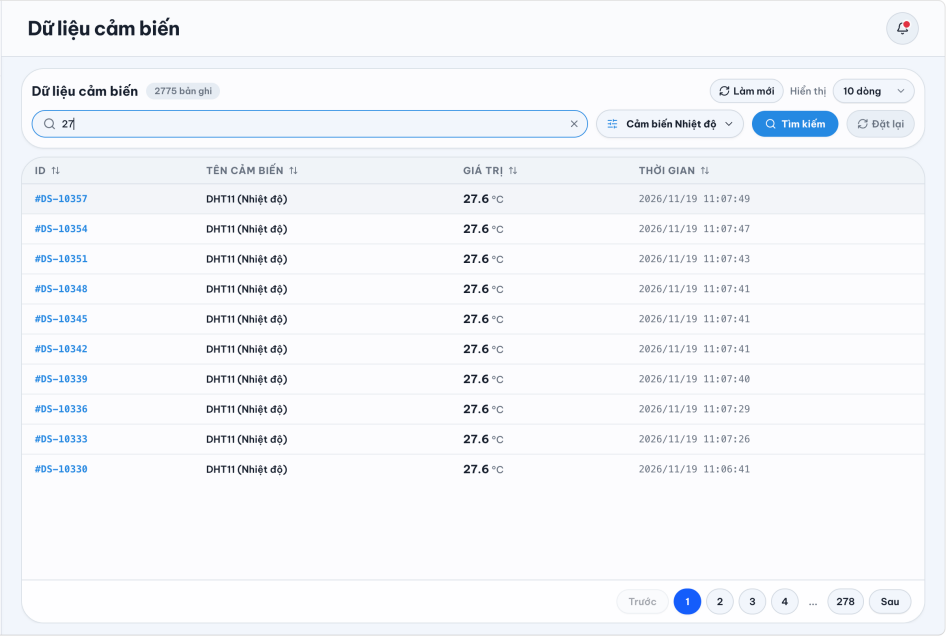 Dữ liệu cảm biến
Dữ liệu cảm biến 2775 bản ghi Làm mới Hiển thị 10 dòng
27 Cảm biến Nhiệt độ Tìm kiếm Đặt lại
ID TÊN CẢM BIẾN GIÁ TRỊ THỜI GIAN
#DS-10357 DHT11 (Nhiệt độ) 27.6 °C 2026/11/19 11:07:49
#DS-10354 DHT11 (Nhiệt độ) 27.6 °C 2026/11/19 11:07:47
#DS-10351 DHT11 (Nhiệt độ) 27.6 °C 2026/11/19 11:07:43
#DS-10348 DHT11 (Nhiệt độ) 27.6 °C 2026/11/19 11:07:41
#DS-10345 DHT11 (Nhiệt độ) 27.6 °C 2026/11/19 11:07:41
#DS-10342 DHT11 (Nhiệt độ) 27.6 °C 2026/11/19 11:07:41
#DS-10339 DHT11 (Nhiệt độ) 27.6 °C 2026/11/19 11:07:40
#DS-10336 DHT11 (Nhiệt độ) 27.6 °C 2026/11/19 11:07:29
#DS-10333 DHT11 (Nhiệt độ) 27.6 °C 2026/11/19 11:07:26
#DS-10330 DHT11 (Nhiệt độ) 27.6 °C 2026/11/19 11:06:41
Trước 1 2 3 4 ... 278 Sau